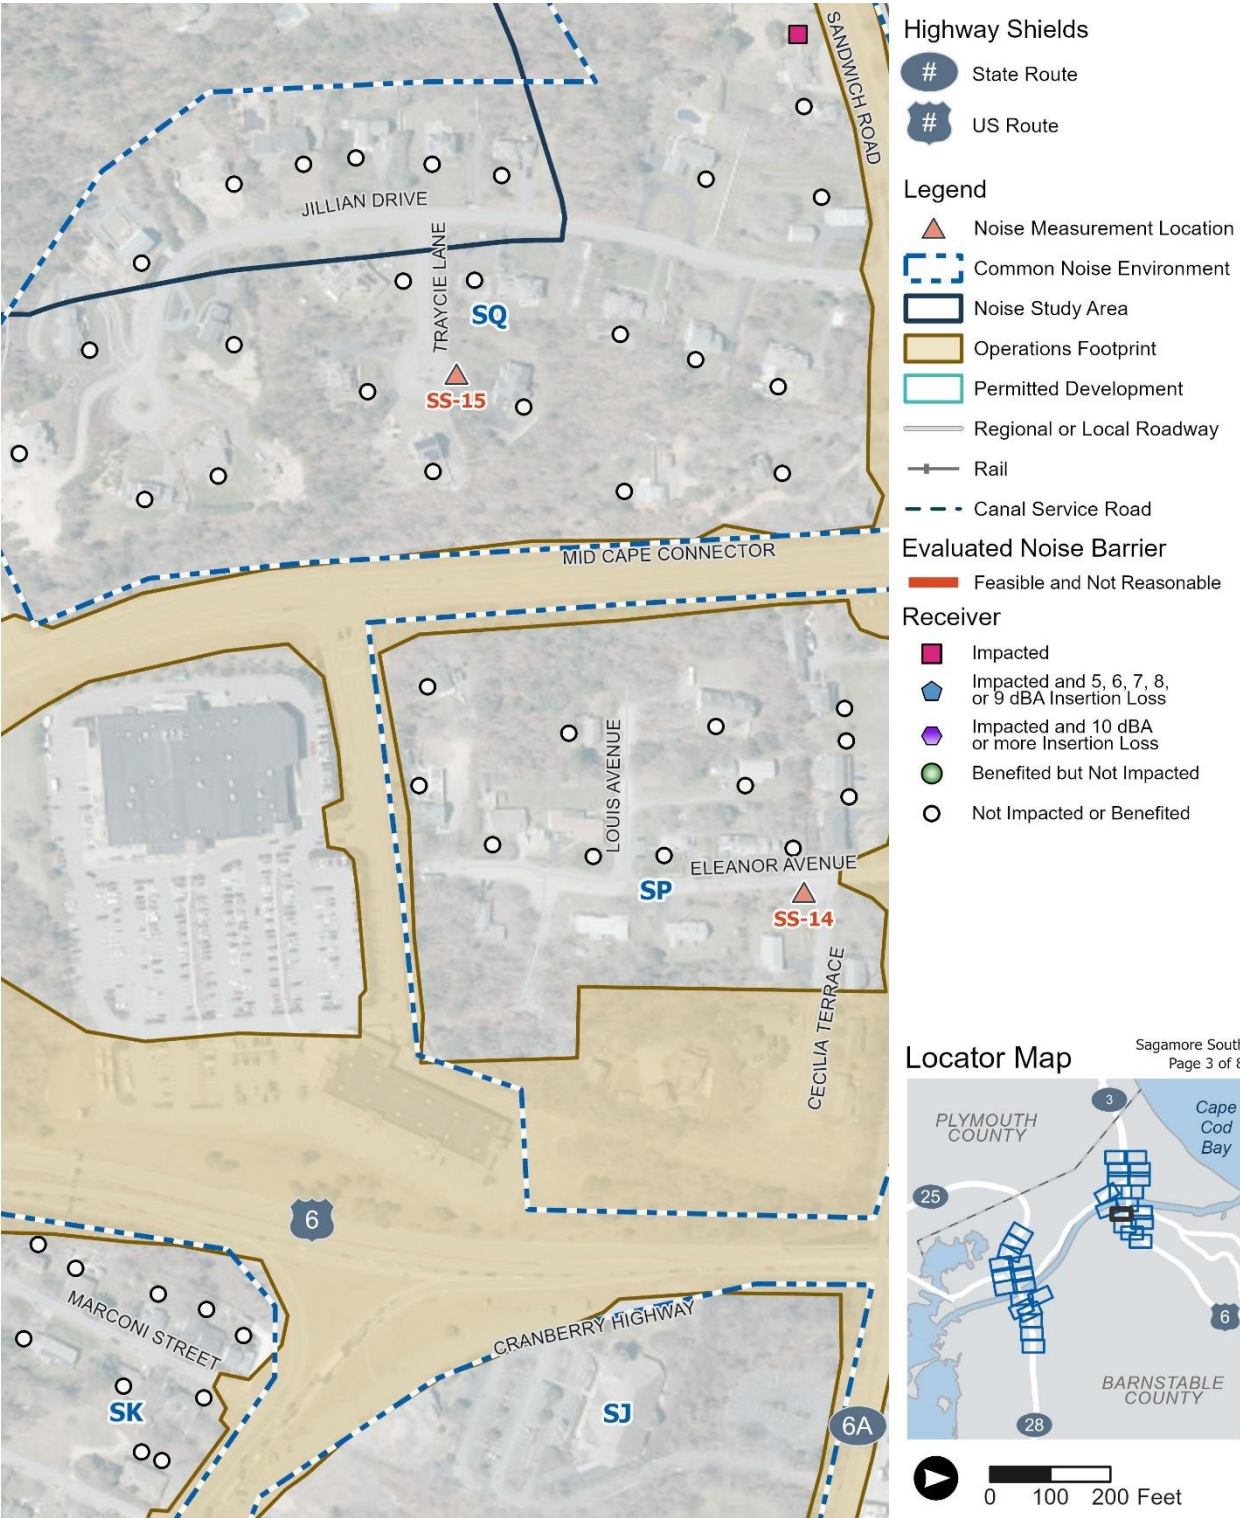 SANDWICH ROAD
JILLIAN DRIVE
TRAYCIE LANE
SQ
SS-15
MID CAPE CONNECTOR
LOUIS AVENUE
ELEANOR AVENUE
SP
SS-14
CECILIA TERRACE
6
MARCONI STREET
CRANBERRY HIGHWAY
SK
SJ
6A
Highway Shields
# State Route
# US Route
Legend
Noise Measurement Location
Common Noise Environment
Noise Study Area
Operations Footprint
Permitted Development
Regional or Local Roadway
Rail
Canal Service Road
Evaluated Noise Barrier
Feasible and Not Reasonable
Receiver
Impacted
Impacted and 5, 6, 7, 8,
or 9 dBA Insertion Loss
Impacted and 10 dBA
or more Insertion Loss
Benefited but Not Impacted
Not Impacted or Benefited
Locator Map
Sagamore South
Page 3 of 8
3
PLYMOUTH
COUNTY
Cape
Cod
Bay
25
6
BARNSTABLE
COUNTY
28
0 100 200 Feet